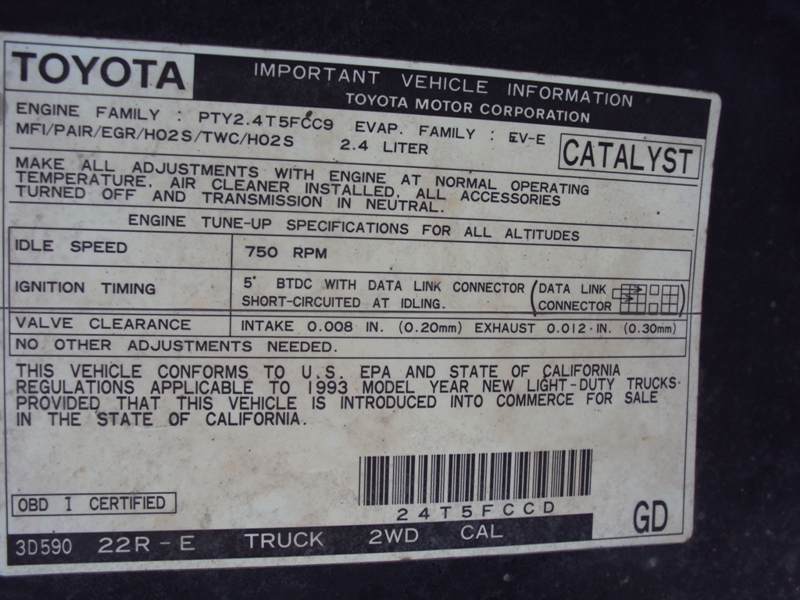 TOYOTA
IMPORTANT VEHICLE INFORMATION
TOYOTA MOTOR CORPORATION
ENGINE FAMILY : PTY2.4T5FCC9 EVAP. FAMILY : EV-E
MFI/PAIR/EGR/HO2S/TWC/HO2S 2.4 LITER
CATALYST
MAKE ALL ADJUSTMENTS WITH ENGINE AT NORMAL OPERATING
TEMPERATURE, AIR CLEANER INSTALLED, ALL ACCESSORIES
TURNED OFF AND TRANSMISSION IN NEUTRAL.
ENGINE TUNE-UP SPECIFICATIONS FOR ALL ALTITUDES
IDLE SPEED 750 RPM
IGNITION TIMING 5° BTDC WITH DATA LINK CONNECTOR
SHORT-CIRCUITED AT IDLING.
(DATA LINK
CONNECTOR )
VALVE CLEARANCE INTAKE 0.008 IN. (0.20mm) EXHAUST 0.012 IN. (0.30mm)
NO OTHER ADJUSTMENTS NEEDED.
THIS VEHICLE CONFORMS TO U.S. EPA AND STATE OF CALIFORNIA
REGULATIONS APPLICABLE TO 1993 MODEL YEAR NEW LIGHT-DUTY TRUCKS
PROVIDED THAT THIS VEHICLE IS INTRODUCED INTO COMMERCE FOR SALE
IN THE STATE OF CALIFORNIA.
OBD I CERTIFIED
24T5FCCD
GD
3D590 22R-E TRUCK 2WD CAL